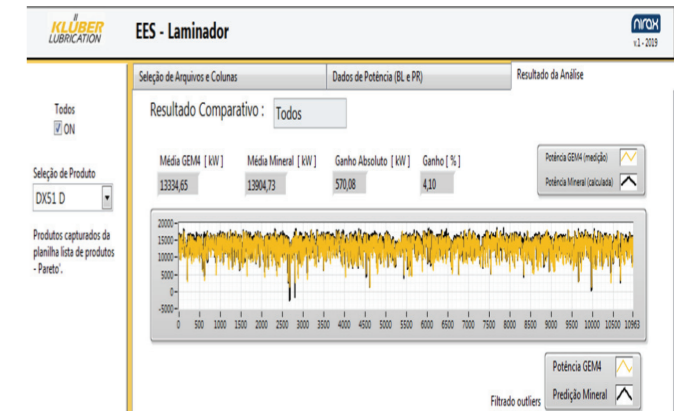 KLÜBER
LUBRICATION
EES - Laminador
nirax
v.1 - 2019
Seleção de Arquivos e Colunas
Dados de Potência (BL e PR)
Resultado da Análise
Todos
ON
Seleção de Produto
DX51 D
Produtos capturados da
planilha lista de produtos
- Pareto'.
Resultado Comparativo : Todos
Média GEM4 [ kW ]
Média Mineral [ kW ]
Ganho Absoluto [ kW ]
Ganho [ % ]
13334,65
13904,73
570,08
4,10
Potência GEM4 (medição)
Potência Mineral (calculada)
20000
15000
10000
5000
0
-5000
0 500 1000 1500 2000 2500 3000 3500 4000 4500 5000 5500 6000 6500 7000 7500 8000 8500 9000 9500 10000 10500 10963
Potência GEM4
Filtrado outliers Predição Mineral